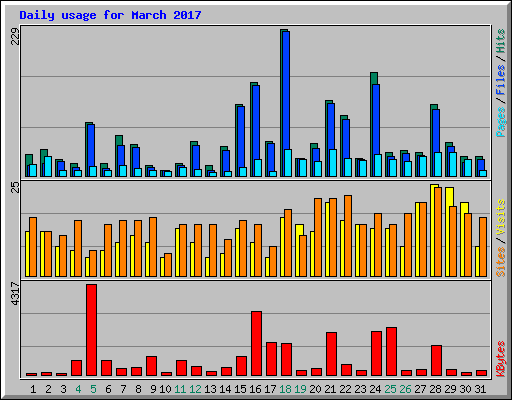 Daily usage for March 2017
229
Pages / Files / Hits
25
Sites / Visits
4317
KBytes
1 2 3 4 5 6 7 8 9 10 11 12 13 14 15 16 17 18 19 20 21 22 23 24 25 26 27 28 29 30 31